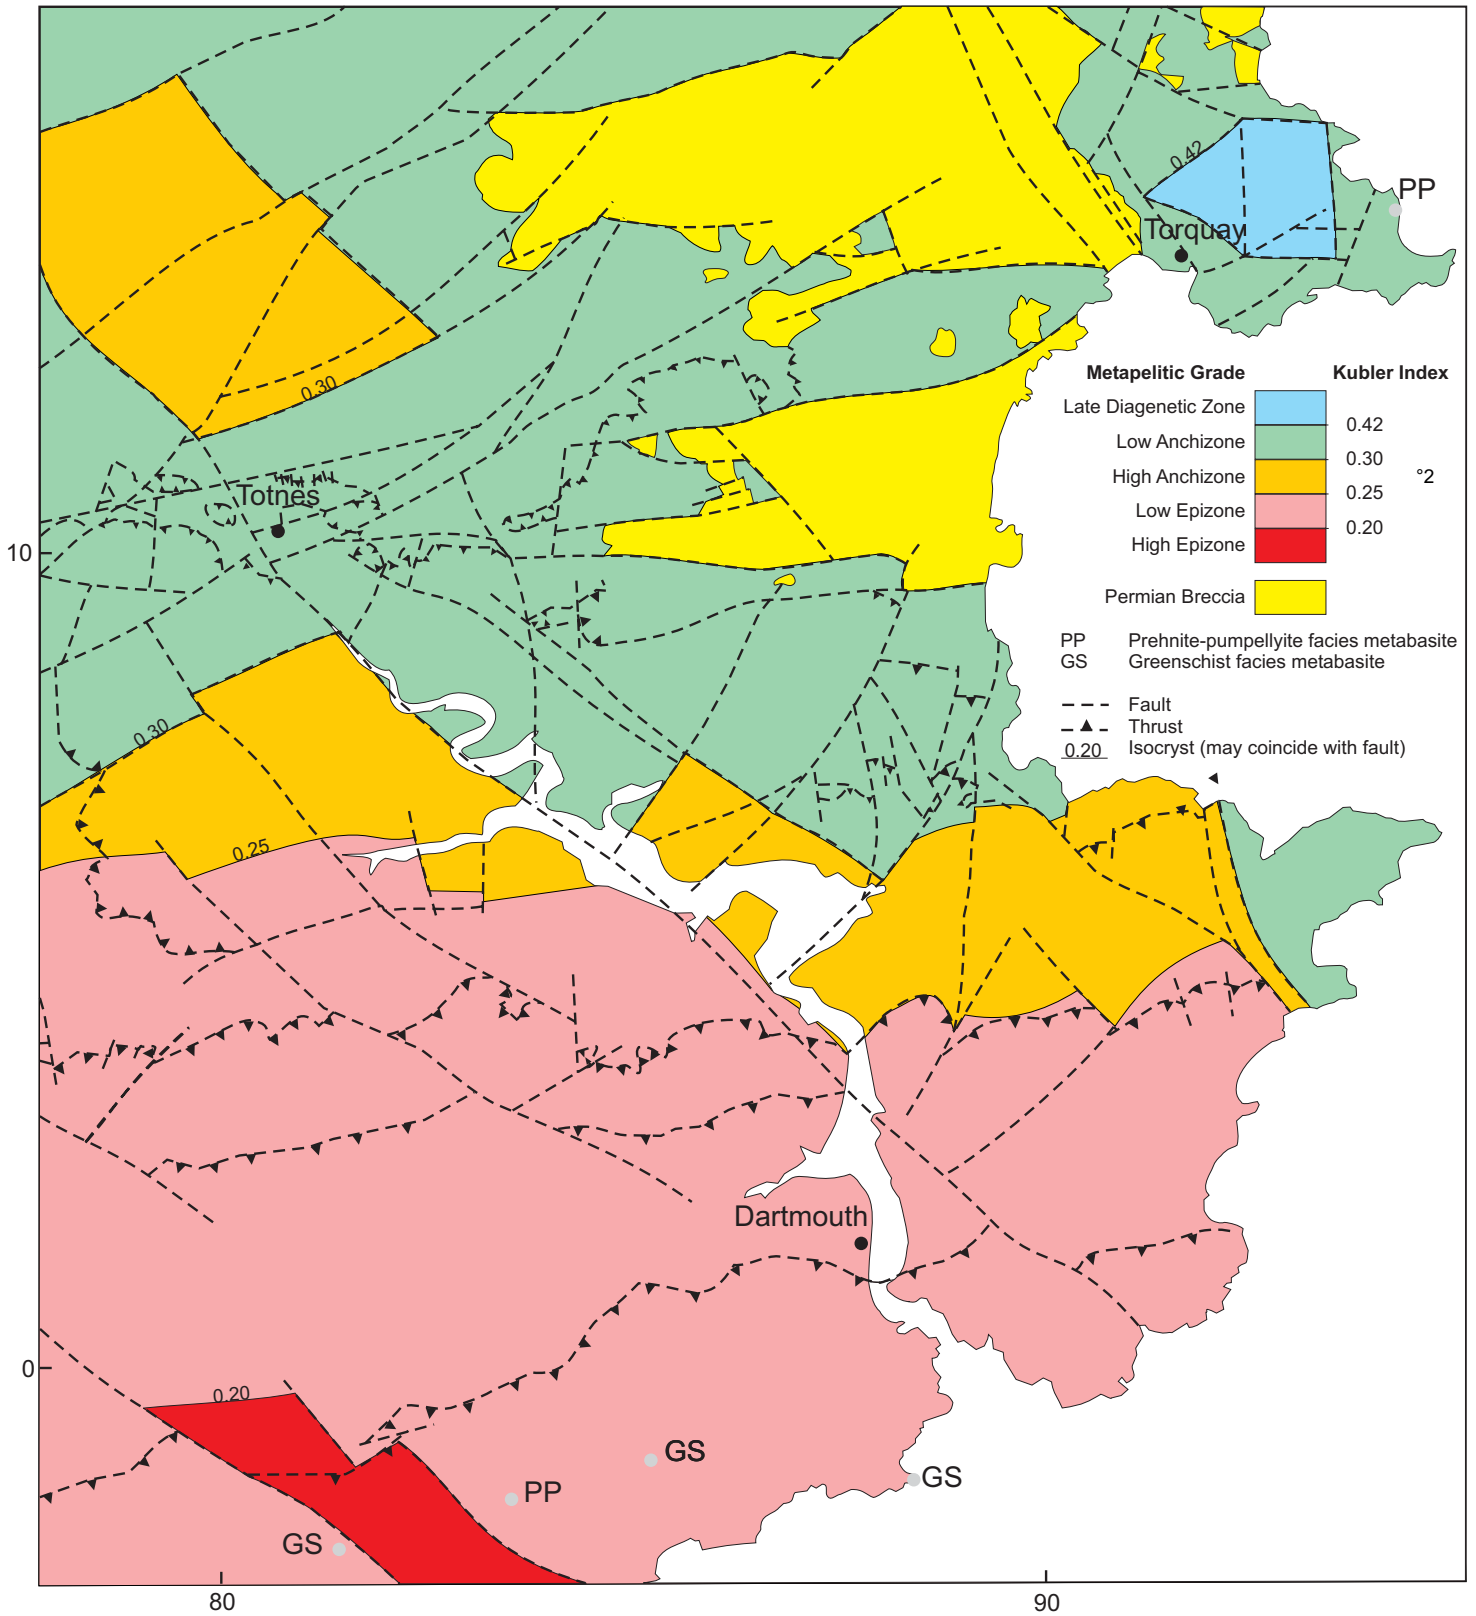 0.42
PP
Torquay
0.30
Metapelitic Grade Kubler Index
Late Diagenetic Zone
0.42
Low Anchizone
0.30
High Anchizone °2
0.25
Low Epizone
0.20
High Epizone
Totnes
10
Permian Breccia
PP Prehnite-pumpellyite facies metabasite
GS Greenschist facies metabasite
Fault
Thrust
0.20 Isocryst (may coincide with fault)
0.30
0.25
Dartmouth
0
0.20
GS
GS
PP
GS
80 90